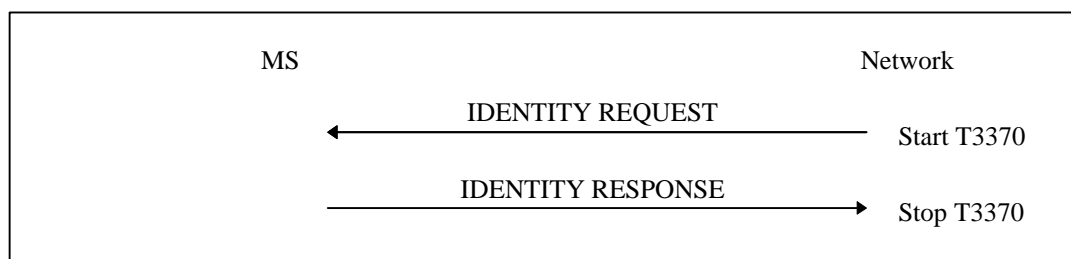 MS Network
IDENTITY REQUEST
Start T3370
IDENTITY RESPONSE
Stop T3370